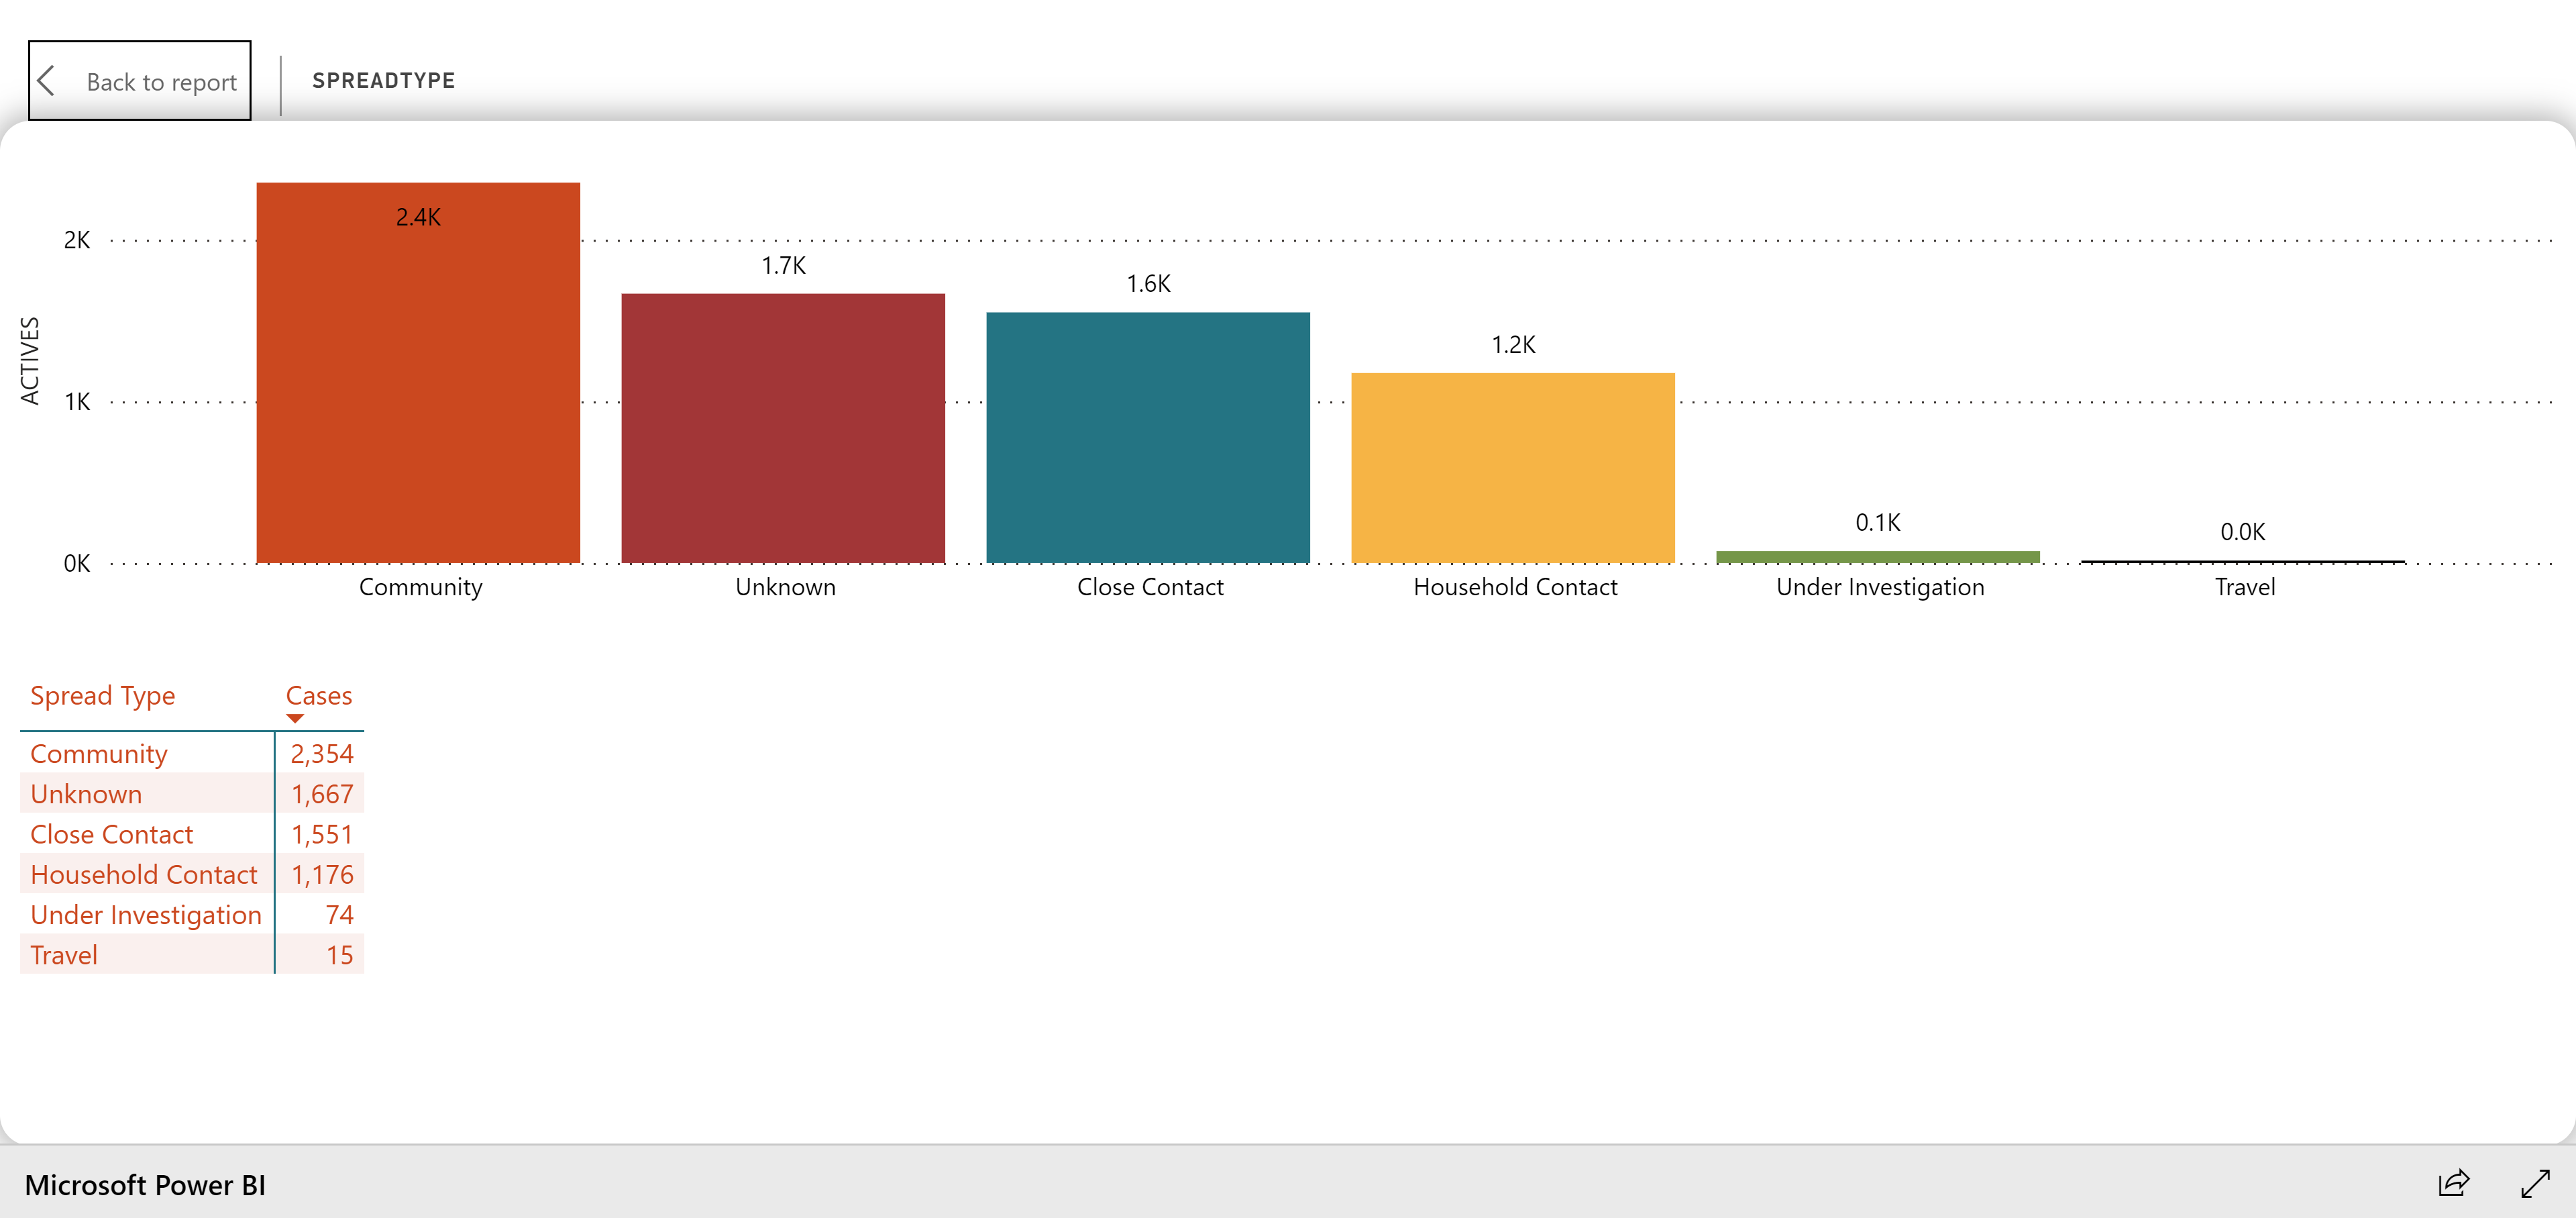 Back to report
SPREADTYPE
ACTIVES
2K
1K
0K
2.4K
1.7K
1.6K
1.2K
0.1K
0.0K
Community
Unknown
Close Contact
Household Contact
Under Investigation
Travel
Spread Type Cases
Community 2,354
Unknown 1,667
Close Contact 1,551
Household Contact 1,176
Under Investigation 74
Travel 15
Microsoft Power BI